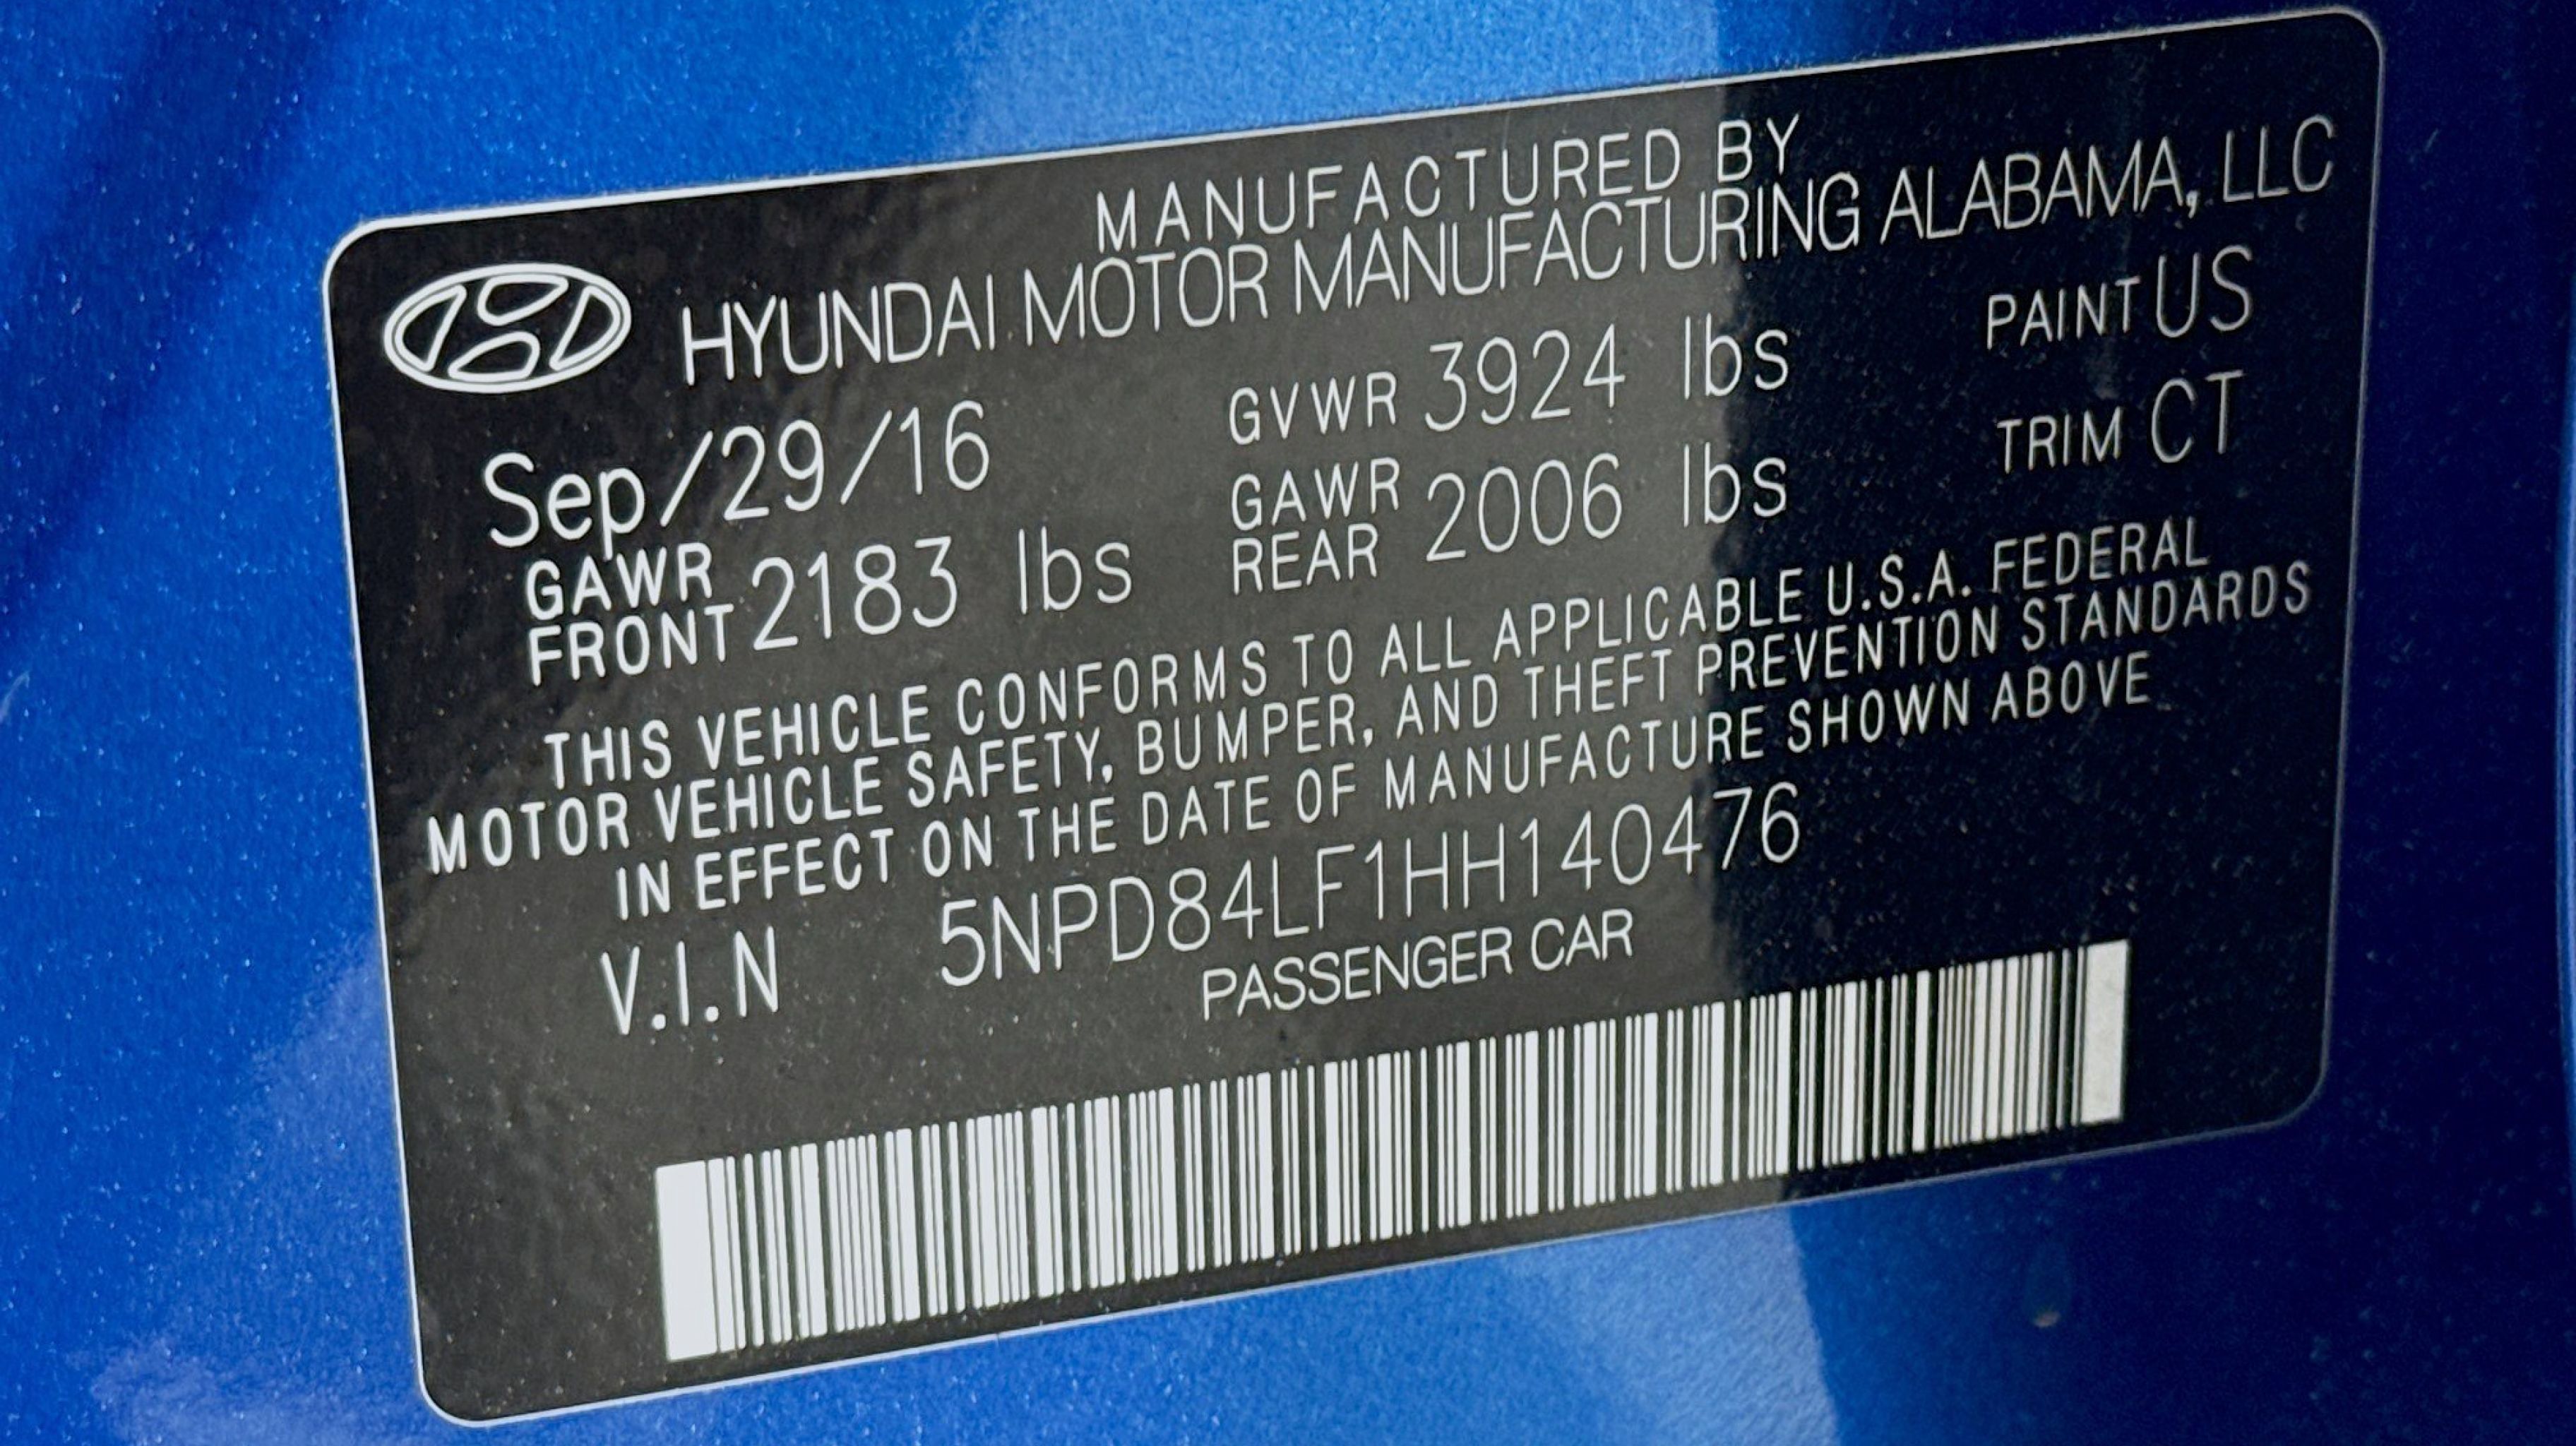 MANUFACTURED BY
HYUNDAI MOTOR MANUFACTURING ALABAMA, LLC
Sep/29/16 GVWR 3924 lbs PAINT US
GAWR FRONT 2183 lbs GAWR REAR 2006 lbs TRIM CT
THIS VEHICLE CONFORMS TO ALL APPLICABLE U.S.A. FEDERAL
MOTOR VEHICLE SAFETY, BUMPER, AND THEFT PREVENTION STANDARDS
IN EFFECT ON THE DATE OF MANUFACTURE SHOWN ABOVE
V.I.N 5NPD84LF1HH140476
PASSENGER CAR